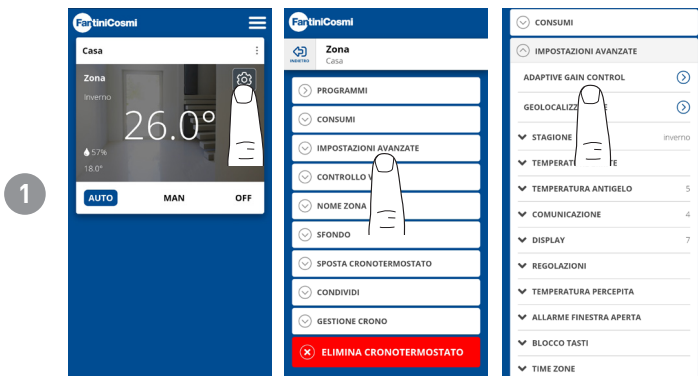 1
FantiniCosmi
Casa
Zona
Inverno
26.0°
57%
18.0°
AUTO MAN OFF
FantiniCosmi
INDIETRO
Zona
Casa
PROGRAMMI
CONSUMI
IMPOSTAZIONI AVANZATE
CONTROLLO V
NOME ZONA
SFONDO
SPOSTA CRONOTERMOSTATO
CONDIVIDI
GESTIONE CRONO
ELIMINA CRONOTERMOSTATO
CONSUMI
IMPOSTAZIONI AVANZATE
ADAPTIVE GAIN CONTROL
GEOLOCALIZZ E
STAGIONE inverno
TEMPERAT TE
TEMPERATURA ANTIGELO 5
COMUNICAZIONE 4
DISPLAY 7
REGOLAZIONI
TEMPERATURA PERCEPITA
ALLARME FINESTRA APERTA
BLOCCO TASTI
TIME ZONE